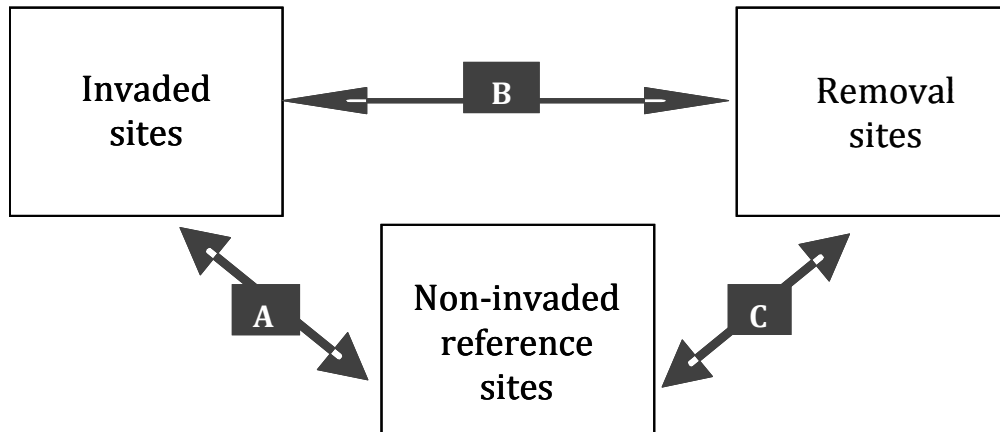 Invaded
sites
B
Removal
sites
A
Non-invaded
reference
sites
C